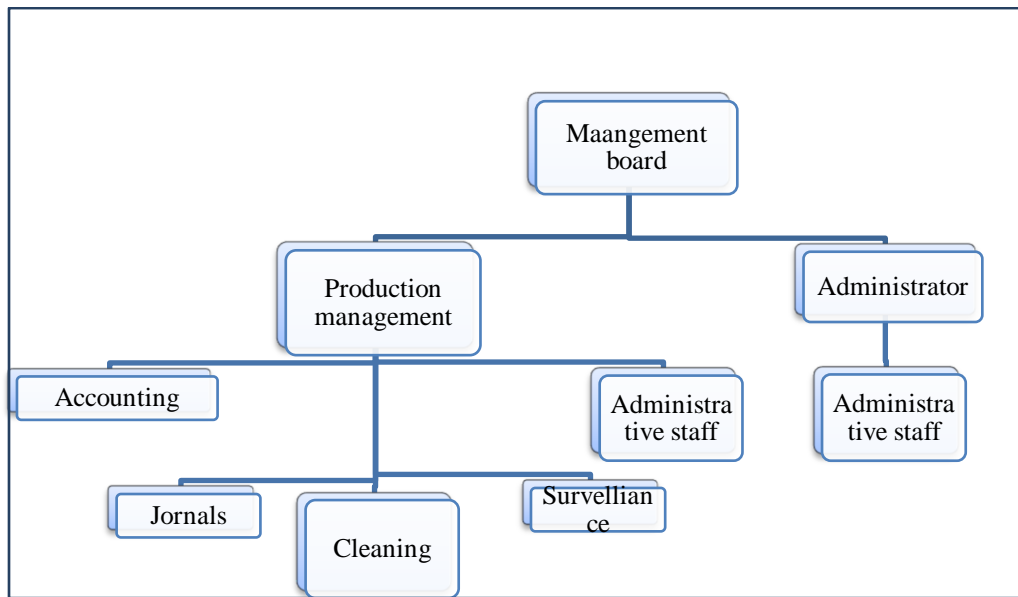 Maangement
board
Production
management
Administrator
Accounting
Administra
tive staff
Administra
tive staff
Jornals
Cleaning
Survellian
ce